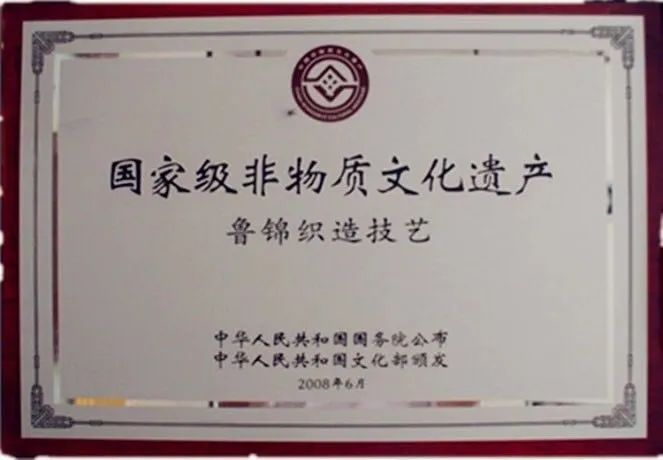 国家级非物质文化遗产
鲁锦织造技艺
中华人民共和国国务院公布
中华人民共和国文化部颁发
2008年6月